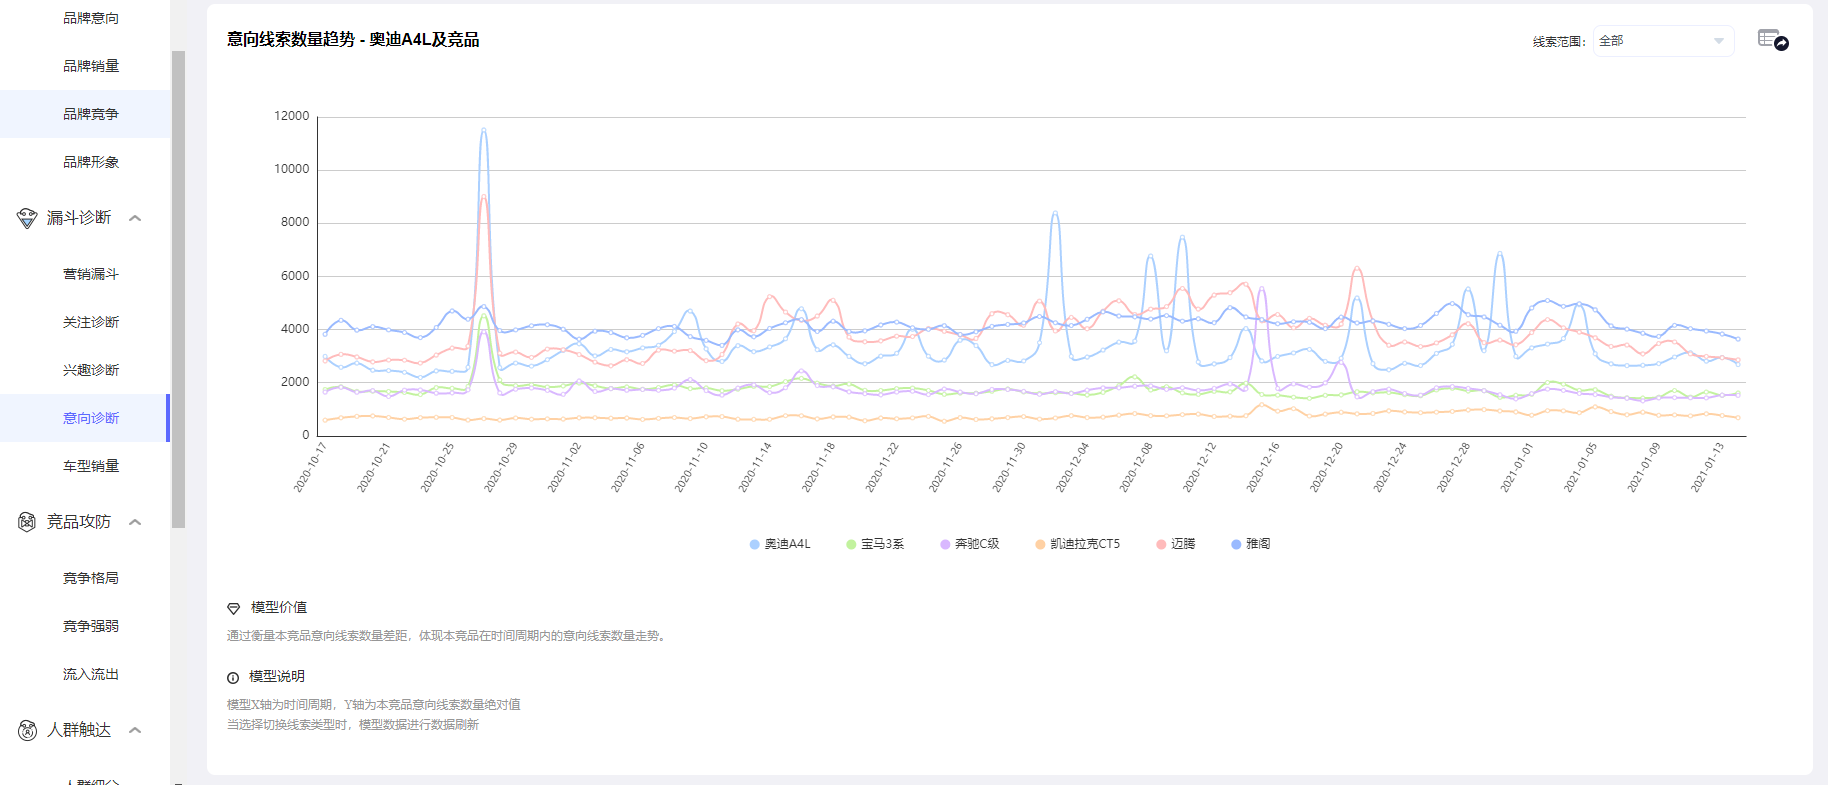 品牌意向
品牌销量
品牌竞争
品牌形象
漏斗诊断
营销漏斗
关注诊断
兴趣诊断
意向诊断
车型销量
竞品攻防
竞争格局
竞争强弱
流入流出
人群触达
人群细分
意向线索数量趋势 - 奥迪A4L及竞品
线索范围: 全部
12000
10000
8000
6000
4000
2000
0
2020-10-17
2020-10-21
2020-10-25
2020-10-29
2020-11-02
2020-11-06
2020-11-10
2020-11-14
2020-11-18
2020-11-22
2020-11-26
2020-11-30
2020-12-04
2020-12-08
2020-12-12
2020-12-16
2020-12-20
2020-12-24
2020-12-28
2021-01-01
2021-01-05
2021-01-09
2021-01-13
奥迪A4L 宝马3系 奔驰C级 凯迪拉克CT5 迈腾 雅阁
模型价值
通过衡量本竞品意向线索数量差距，体现本竞品在时间周期内的意向线索数量走势。
模型说明
模型X轴为时间周期，Y轴为本竞品意向线索数量绝对值
当选择切换线索类型时，模型数据进行数据刷新